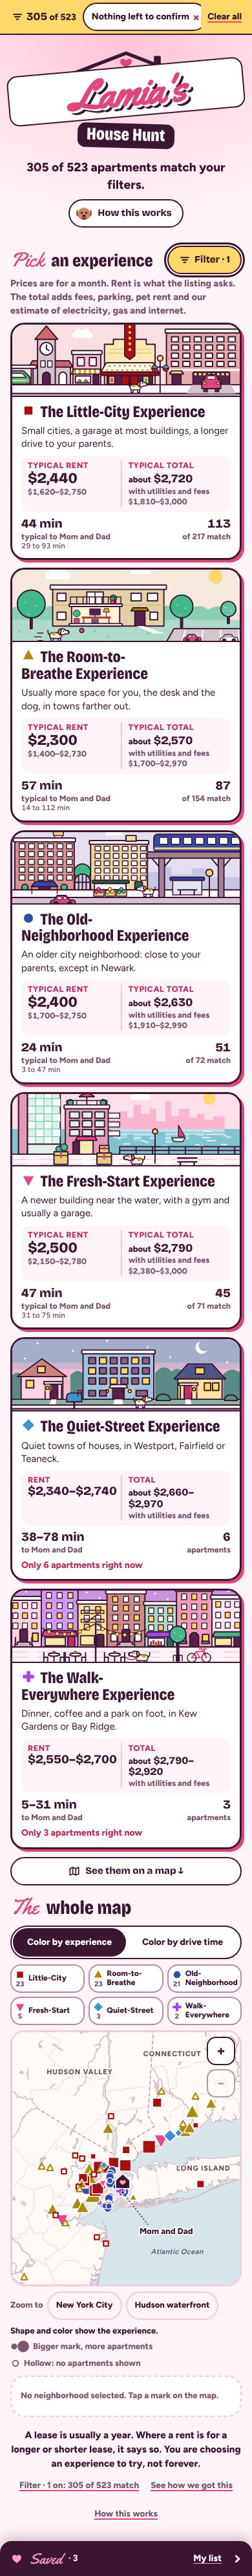 305 of 523
Nothing left to confirm ×
Clear all
Lamia's
House Hunt
305 of 523 apartments match your
filters.
How this works
Pick an experience
Filter · 1
Prices are for a month. Rent is what the listing asks.
The total adds fees, parking, pet rent and our
estimate of electricity, gas and internet.
The Little-City Experience
Small cities, a garage at most buildings, a longer
drive to your parents.
TYPICAL RENT
$2,440
$1,620–$2,750
TYPICAL TOTAL
about $2,720
with utilities and fees
$1,810–$3,000
44 min
typical to Mom and Dad
29 to 93 min
113
of 217 match
The Room-to-
Breathe Experience
Usually more space for you, the desk and the
dog, in towns farther out.
TYPICAL RENT
$2,300
$1,400–$2,730
TYPICAL TOTAL
about $2,570
with utilities and fees
$1,700–$2,970
57 min
typical to Mom and Dad
14 to 112 min
87
of 154 match
The Old-
Neighborhood Experience
An older city neighborhood: close to your
parents, except in Newark.
TYPICAL RENT
$2,400
$1,700–$2,750
TYPICAL TOTAL
about $2,630
with utilities and fees
$1,910–$2,990
24 min
typical to Mom and Dad
3 to 47 min
51
of 72 match
The Fresh-Start Experience
A newer building near the water, with a gym and
usually a garage.
TYPICAL RENT
$2,500
$2,150–$2,780
TYPICAL TOTAL
about $2,790
with utilities and fees
$2,380–$3,000
47 min
typical to Mom and Dad
31 to 75 min
45
of 71 match
The Quiet-Street Experience
Quiet towns of houses, in Westport, Fairfield or
Teaneck.
RENT
$2,340–$2,740
TOTAL
about $2,660–
$2,970
with utilities and fees
38–78 min
to Mom and Dad
6
apartments
Only 6 apartments right now
The Walk-
Everywhere Experience
Dinner, coffee and a park on foot, in Kew
Gardens or Bay Ridge.
RENT
$2,550–$2,700
TOTAL
about $2,790–
$2,920
with utilities and fees
5–31 min
to Mom and Dad
3
apartments
Only 3 apartments right now
See them on a map ↓
The whole map
Color by experience
Color by drive time
23 Little-City
23 Room-to-
Breathe
21 Old-
Neighborhood
5 Fresh-Start
3 Quiet-Street
2 Walk-
Everywhere
CONNECTICUT
HUDSON VALLEY
LONG ISLAND
Mom and Dad
Atlantic Ocean
+
−
Zoom to
New York City
Hudson waterfront
Shape and color show the experience.
Bigger mark, more apartments
Hollow: no apartments shown
No neighborhood selected. Tap a mark on the map.
A lease is usually a year. Where a rent is for a
longer or shorter lease, it says so. You are choosing
an experience to try, not forever.
Filter · 1 on: 305 of 523 match
See how we got this
How this works
Saved · 3
My list